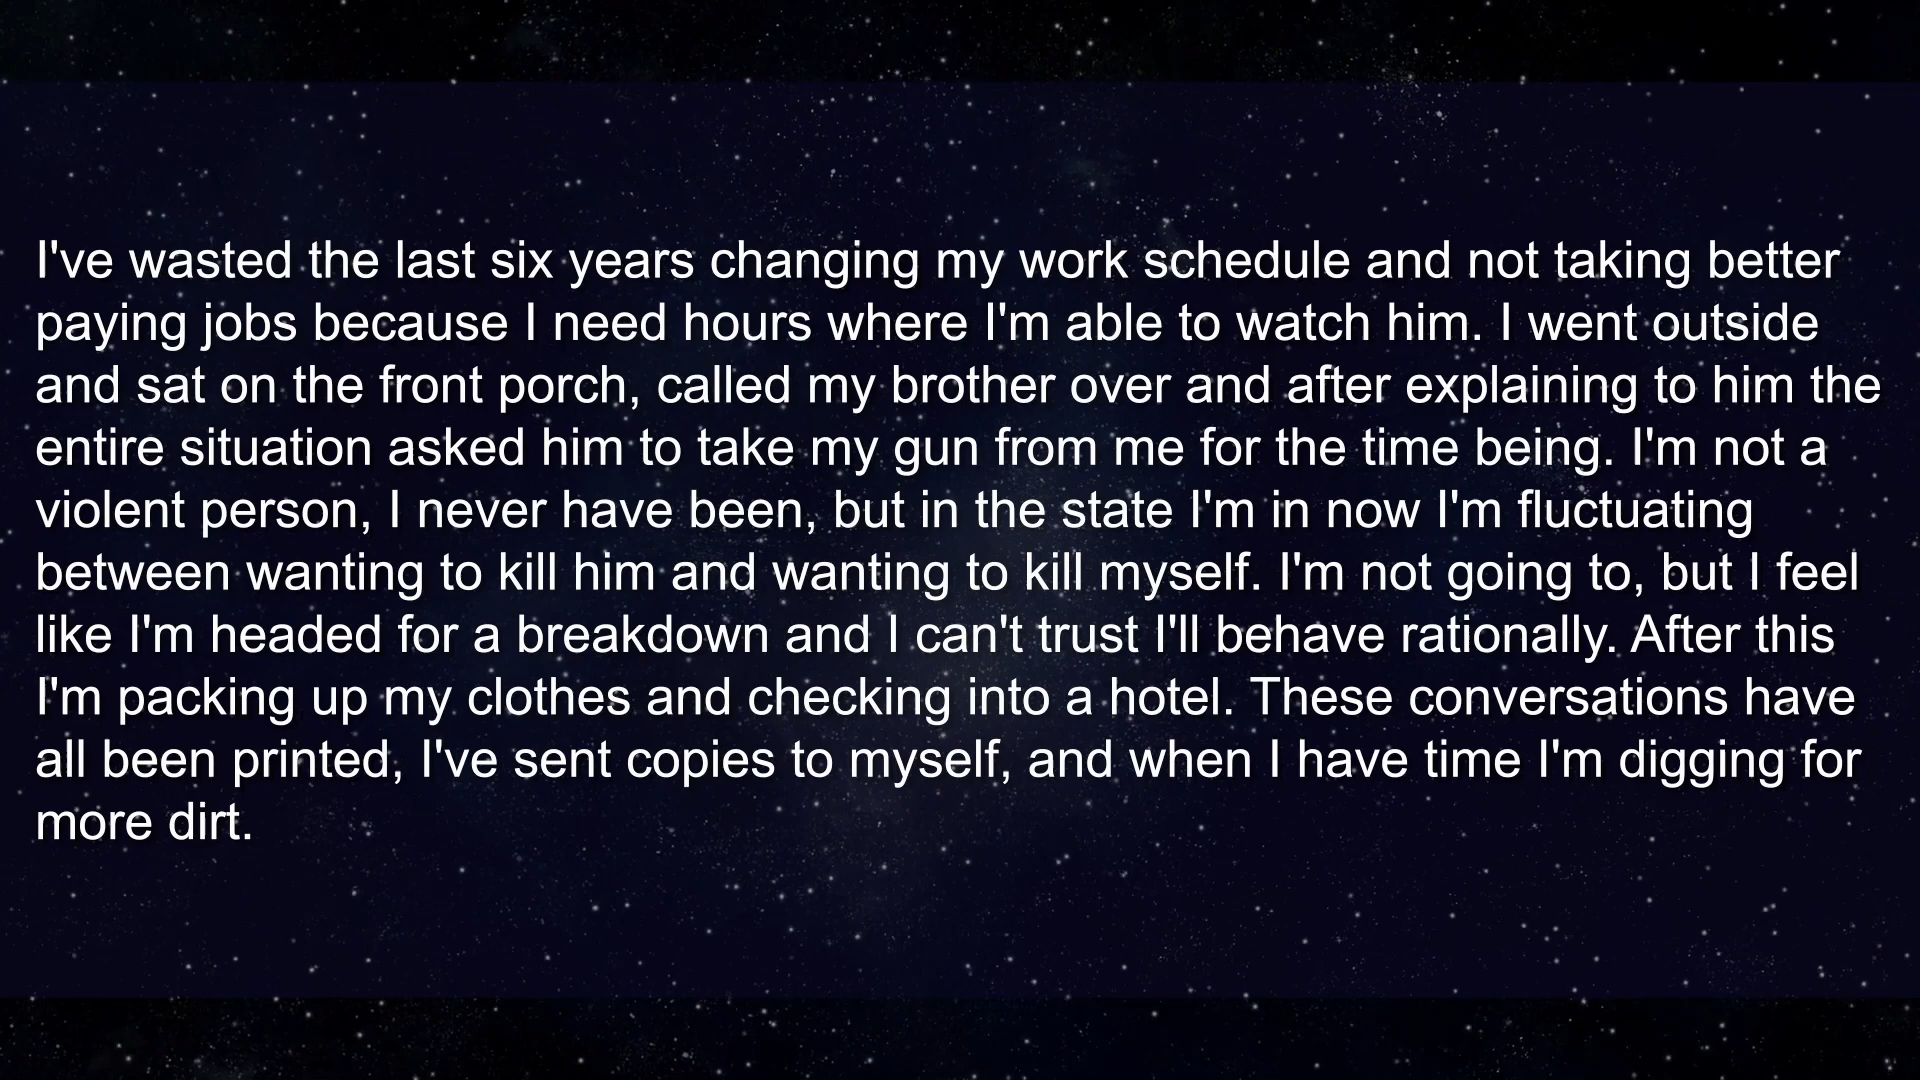 I've wasted the last six years changing my work schedule and not taking better
paying jobs because I need hours where I'm able to watch him. I went outside
and sat on the front porch, called my brother over and after explaining to him the
entire situation asked him to take my gun from me for the time being. I'm not a
violent person, I never have been, but in the state I'm in now I'm fluctuating
between wanting to kill him and wanting to kill myself. I'm not going to, but I feel
like I'm headed for a breakdown and I can't trust I'll behave rationally. After this
I'm packing up my clothes and checking into a hotel. These conversations have
all been printed, I've sent copies to myself, and when I have time I'm digging for
more dirt.